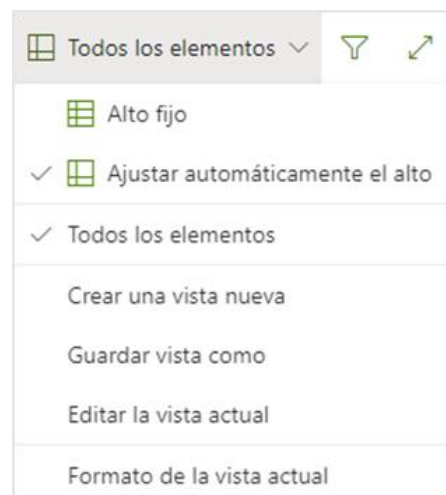 Todos los elementos
Alto fijo
Ajustar automáticamente el alto
Todos los elementos
Crear una vista nueva
Guardar vista como
Editar la vista actual
Formato de la vista actual